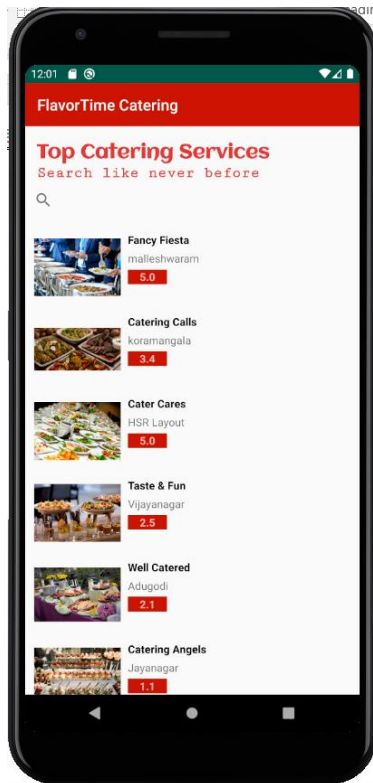 12:01
FlavorTime Catering
Top Catering Services
Search like never before
Fancy Fiesta
malleshwaram
5.0
Catering Calls
koramangala
3.4
Cater Cares
HSR Layout
5.0
Taste & Fun
Vijayanagar
2.5
Well Catered
Adugodi
2.1
Catering Angels
Jayanagar
1.1